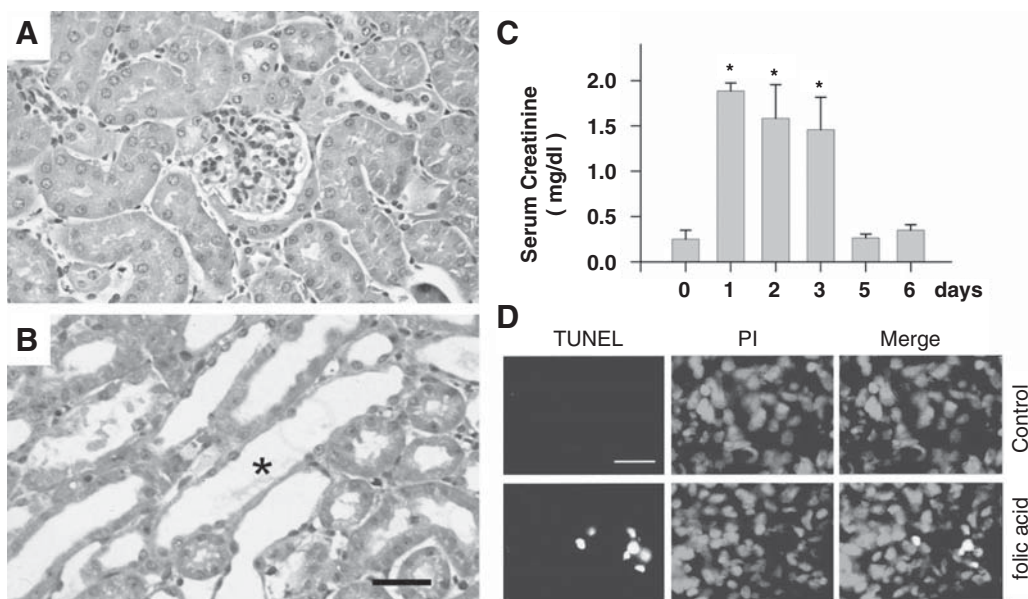 A
B
*
C
Serum Creatinine
( mg/dl )
2.0
1.5
1.0
0.5
0.0
* * *
0 1 2 3 5 6 days
D
TUNEL PI Merge
Control
folic acid